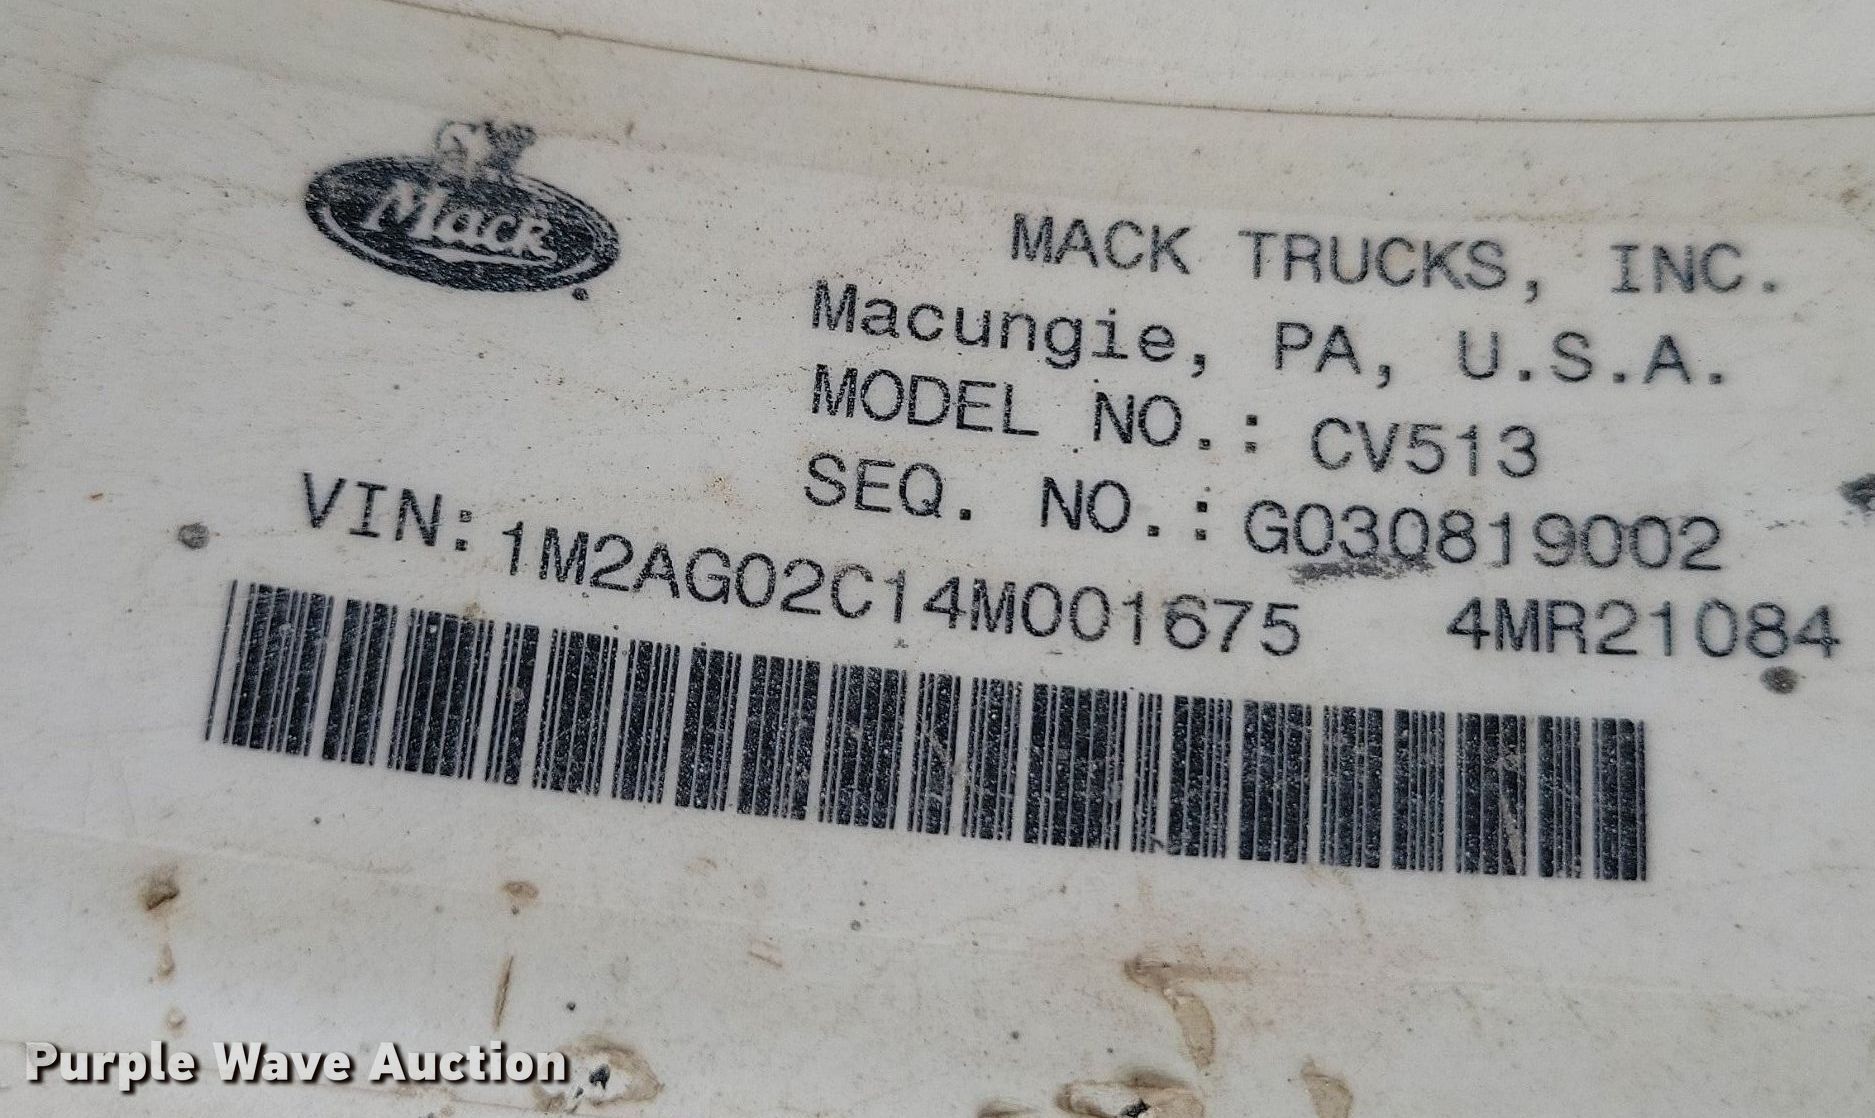 Mack
MACK TRUCKS, INC.
Macungie, PA, U.S.A.
MODEL NO.: CV513
SEQ. NO.:G030819002
VIN: 1M2AG02C14M001675 4MR21084
Purple Wave Auction